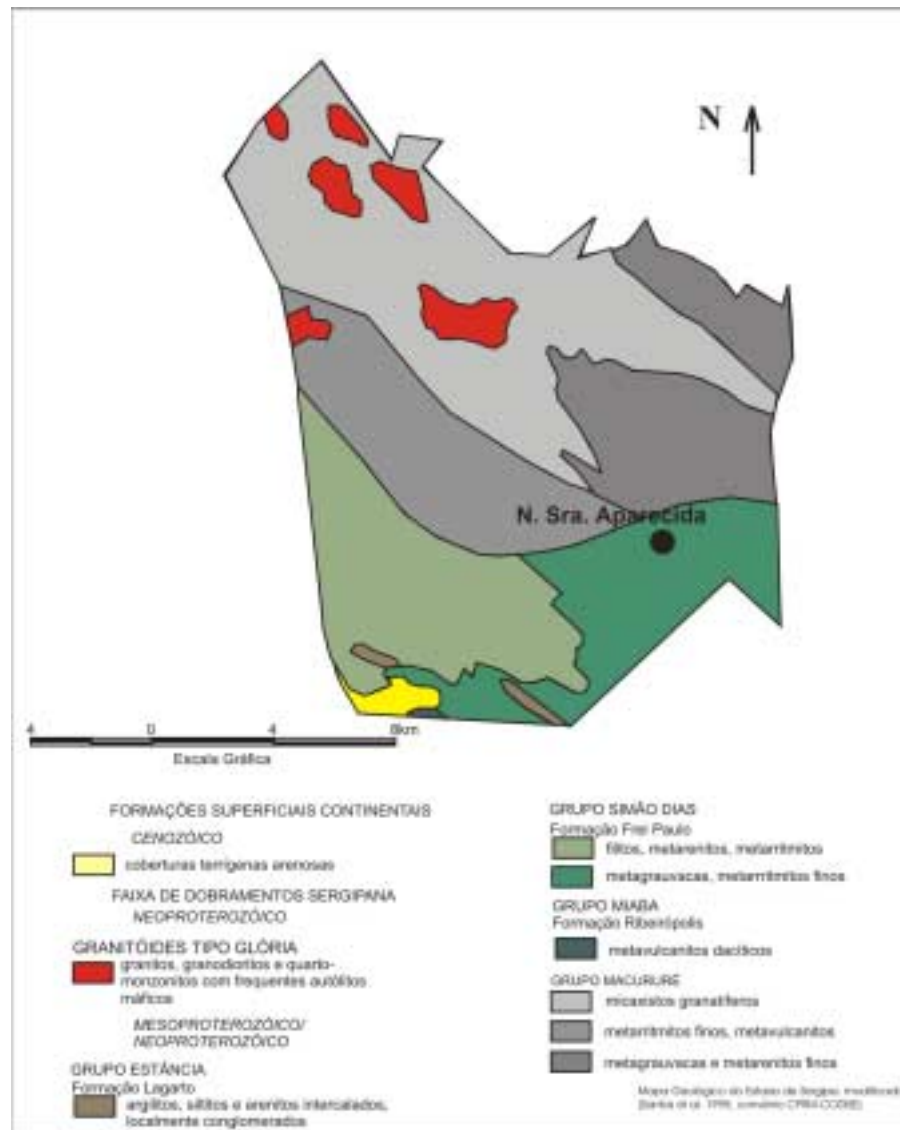 N
N. Sra. Aparecida
4 0 4 8km
Escala Gráfica
FORMAÇÕES SUPERFICIAIS CONTINENTAIS
CENOZÓICO
coberturas terrígenas arenosas
FAIXA DE DOBRAMENTOS SERGIPANA
NEOPROTEROZÓICO
GRANITÓIDES TIPO GLÓRIA
granitos, granodioritos e quartzo-
monzonitos com frequentes autólitos
máficos
MESOPROTEROZÓICO/
NEOPROTEROZÓICO
GRUPO ESTÂNCIA
Formação Lagarto
argilitos, siltitos e arenitos intercalados,
localmente conglomerados
GRUPO SIMÃO DIAS
Formação Frei Paulo
filitos, metarenitos, metarritmitos
metagrauvacas, metarritmitos finos
GRUPO MIABA
Formação Ribeirópolis
metavulcanitos dacíticos
GRUPO MACURURÉ
micaxistos granatíferos
metarritmitos finos, metavulcanitos
metagrauvacas e metarenitos finos
Mapa Geológico do Estado de Sergipe, modificado
(Santos et al. convênio